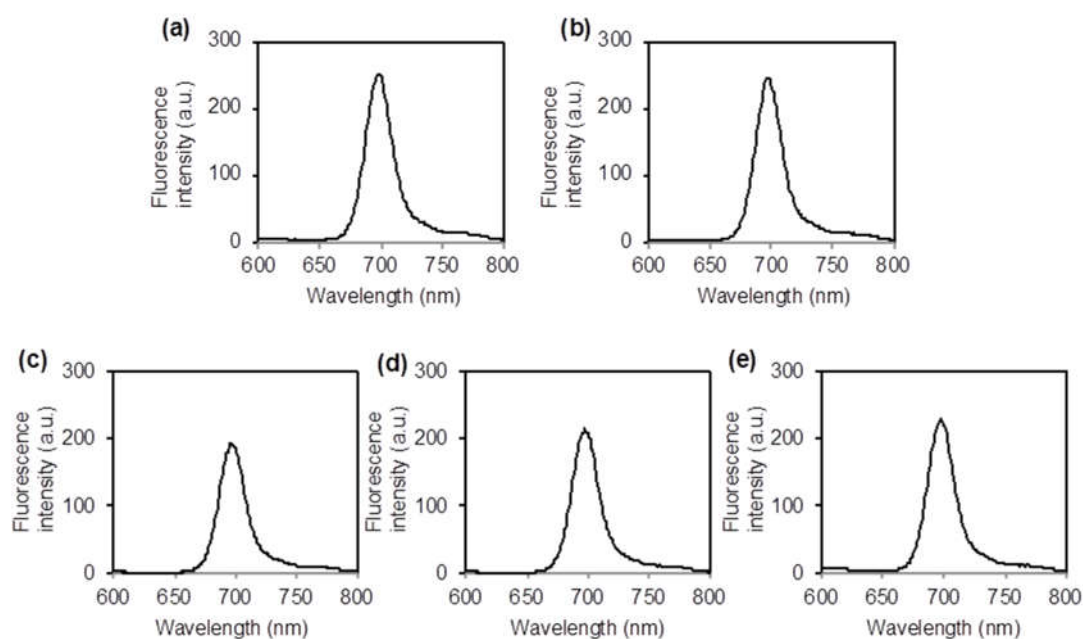 (a)
(b)
300
200
100
0
Fluorescence
intensity (a.u.)
600 650 700 750 800
Wavelength (nm)
300
200
100
0
Fluorescence
intensity (a.u.)
600 650 700 750 800
Wavelength (nm)
(c)
(d)
(e)
300
200
100
0
Fluorescence
intensity (a.u.)
600 650 700 750 800
Wavelength (nm)
300
200
100
0
Fluorescence
intensity (a.u.)
600 650 700 750 800
Wavelength (nm)
300
200
100
0
Fluorescence
intensity (a.u.)
600 650 700 750 800
Wavelength (nm)